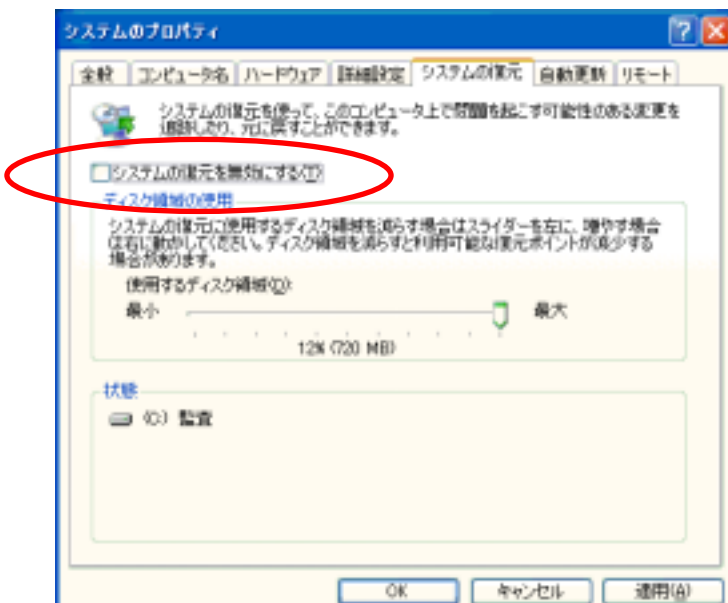 システムのプロパティ
全般 コンピュータ名 ハードウェア 詳細設定 システムの復元 自動更新 リモート
システムの復元を使って、このコンピュータ上で問題を起こす可能性のある変更を
追跡したり、元に戻すことができます。
システムの復元を無効にする(T)
ディスク領域の使用
システムの復元に使用するディスク領域を減らす場合はスライダーを左に、増やす場合
は右に動かしてください。ディスク領域を減らすと利用可能な復元ポイントが減少する
場合があります。
使用するディスク領域(D):
最小 最大
12% (720 MB)
状態
(C:) 監査
OK キャンセル 適用(A)